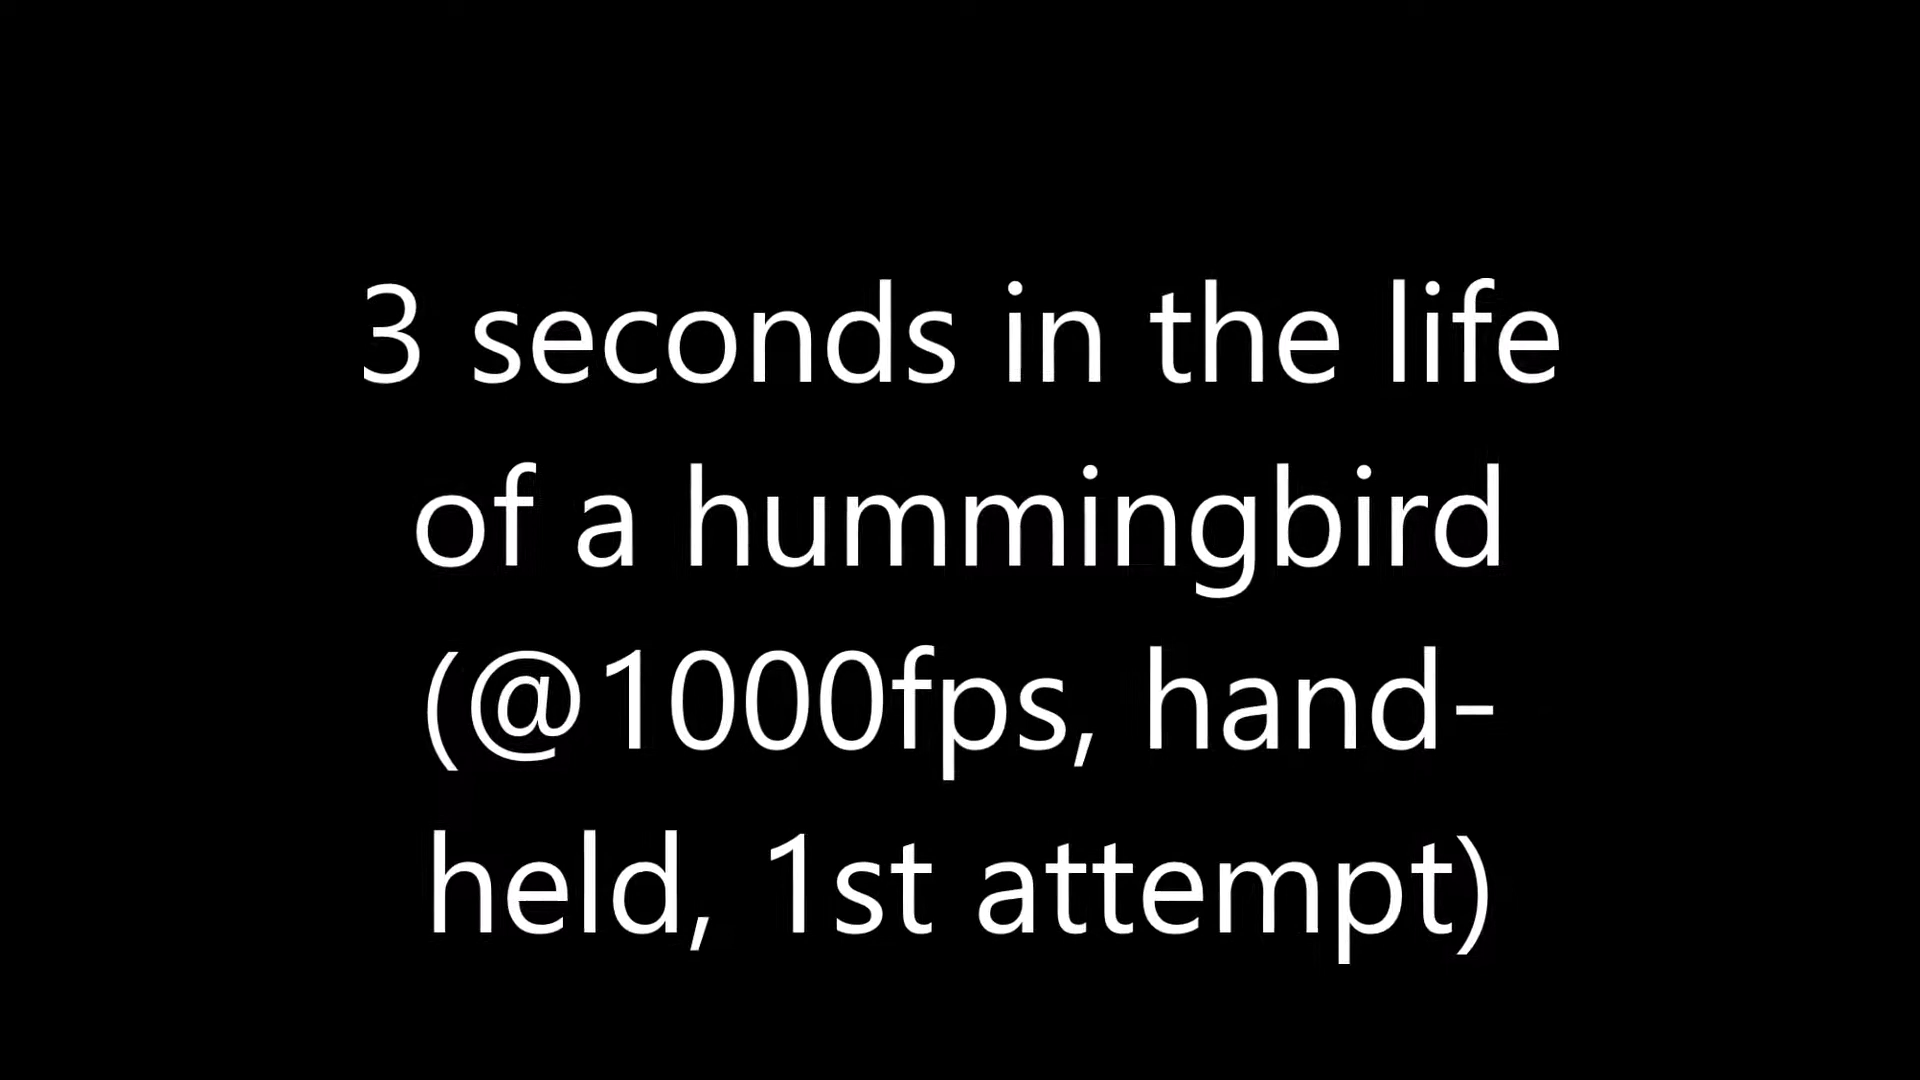 3 seconds in the life
of a hummingbird
(@1000fps, hand-
held, 1st attempt)